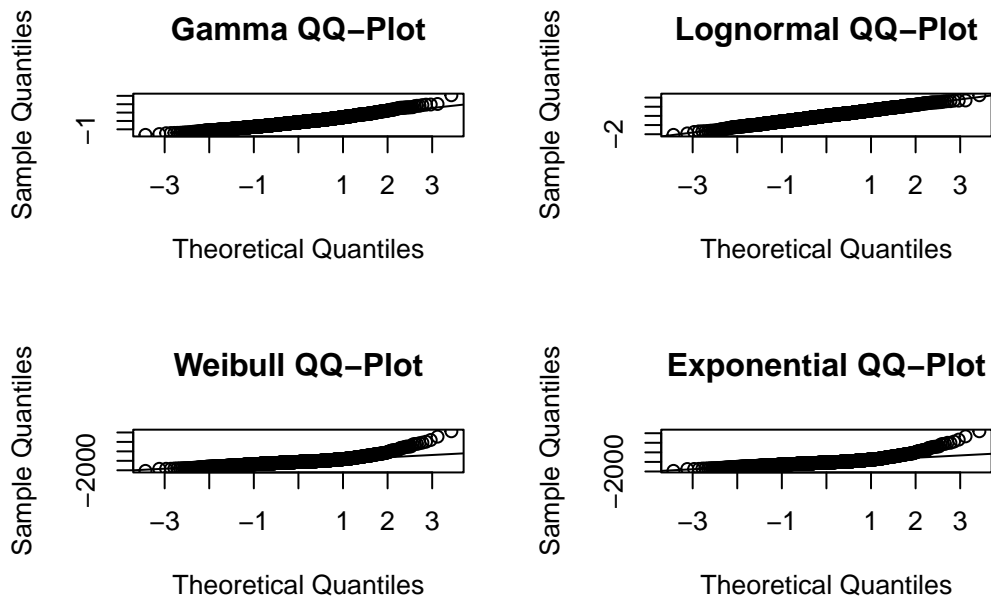 Gamma QQ−Plot
Sample Quantiles
−1
−3 −1 1 2 3
Theoretical Quantiles
Lognormal QQ−Plot
Sample Quantiles
−2
−3 −1 1 2 3
Theoretical Quantiles
Weibull QQ−Plot
Sample Quantiles
−2000
−3 −1 1 2 3
Theoretical Quantiles
Exponential QQ−Plot
Sample Quantiles
−2000
−3 −1 1 2 3
Theoretical Quantiles